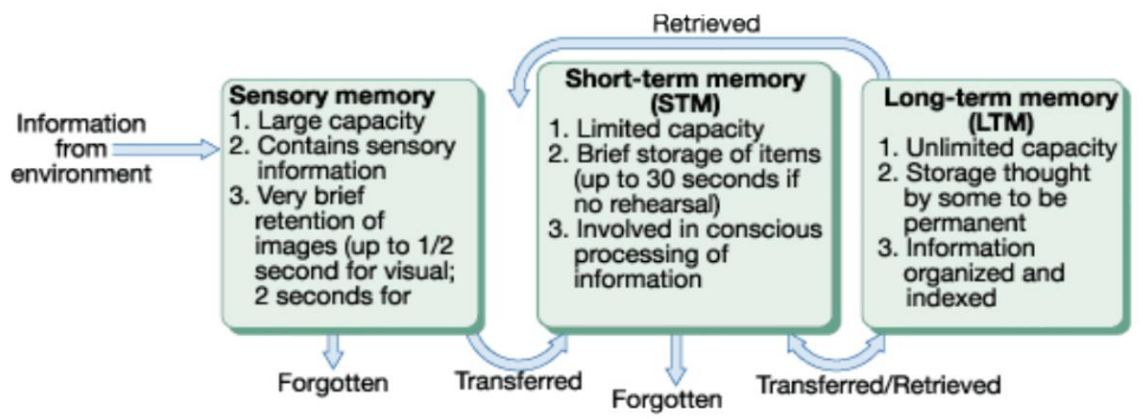 Retrieved
Information
from
environment
Sensory memory
1. Large capacity
2. Contains sensory
information
3. Very brief
retention of
images (up to 1/2
second for visual;
2 seconds for
Short-term memory
(STM)
1. Limited capacity
2. Brief storage of items
(up to 30 seconds if
no rehearsal)
3. Involved in conscious
processing of
information
Long-term memory
(LTM)
1. Unlimited capacity
2. Storage thought
by some to be
permanent
3. Information
organized and
indexed
Forgotten
Transferred
Forgotten
Transferred/Retrieved